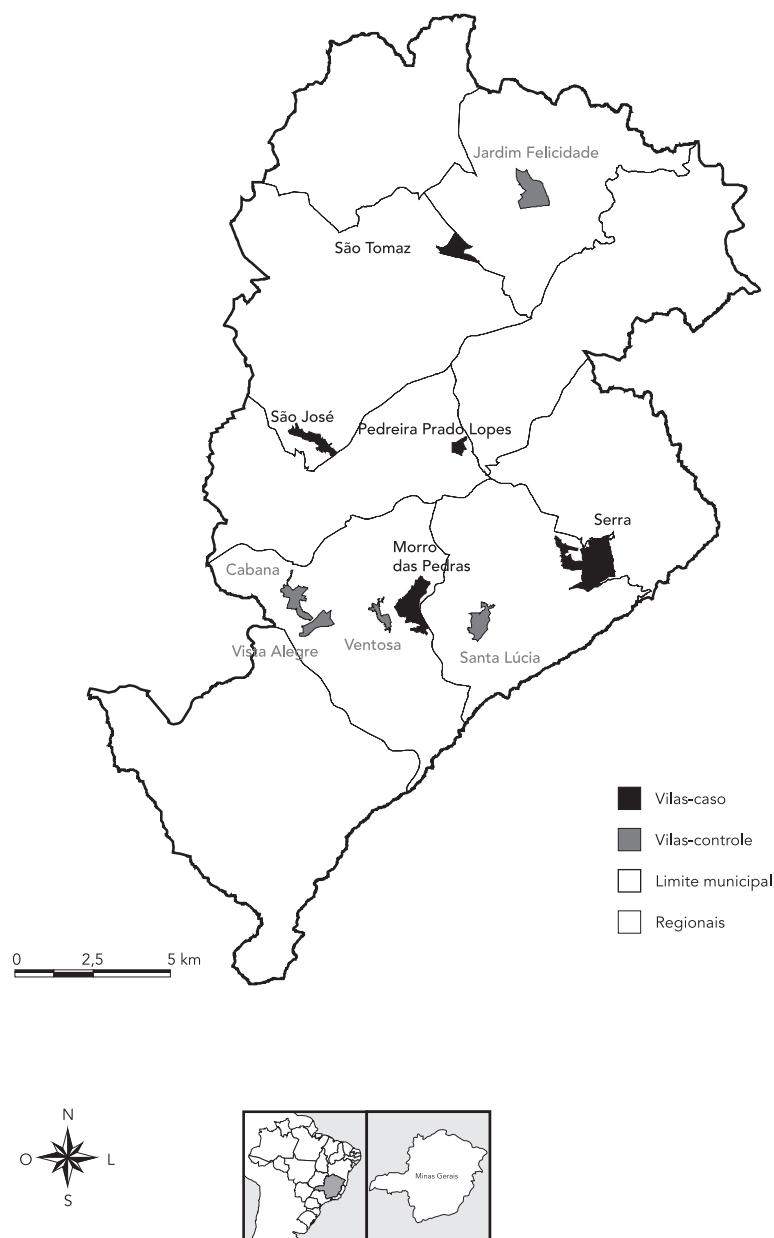 Jardim Felicidade
São Tomaz
São José
Pedreira Prado Lopes
Serra
Morro
das Pedras
Cabana
Vista Alegre
Ventosa
Santa Lúcia
Vilas-caso
Vilas-controle
Limite municipal
Regionais
0 2,5 5 km
N
O L
S
Minas Gerais